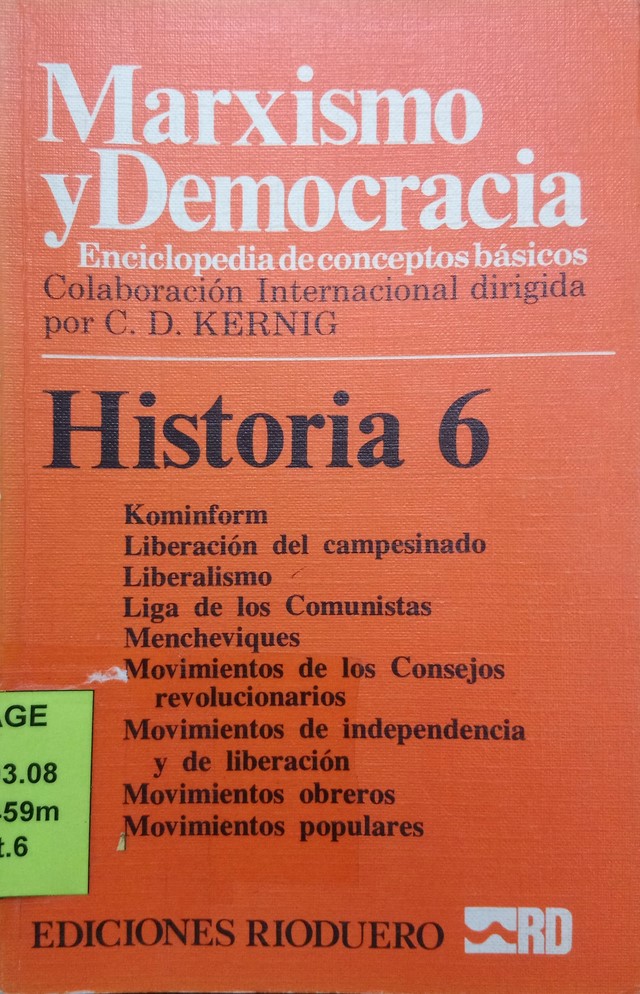 Marxismo
y Democracia
Enciclopedia de conceptos básicos
Colaboración Internacional dirigida
por C. D. KERNIG
Historia 6
Kominform
Liberación del campesinado
Liberalismo
Liga de los Comunistas
Mencheviques
Movimientos de los Consejos
revolucionarios
Movimientos de independencia
y de liberación
Movimientos obreros
Movimientos populares
AGE
3.08
59m
t.6
EDICIONES RIODUERO RD